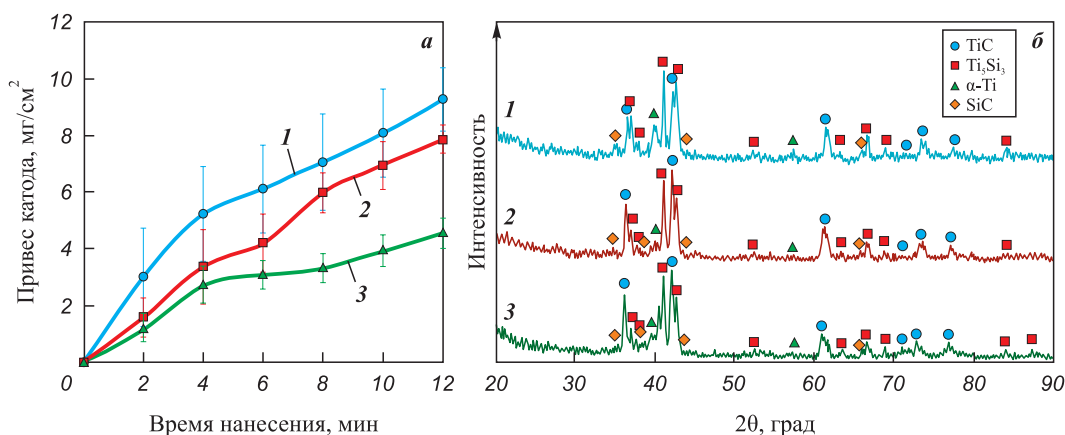 Привес катода, мг/см²
12
10
8
6
4
2
0
2
4
6
8
10
12
Время нанесения, мин
а
1
2
3
Интенсивность
б
TiC
Ti₅Si₃
α-Ti
SiC
1
2
3
20
30
40
50
60
70
80
90
2θ, град